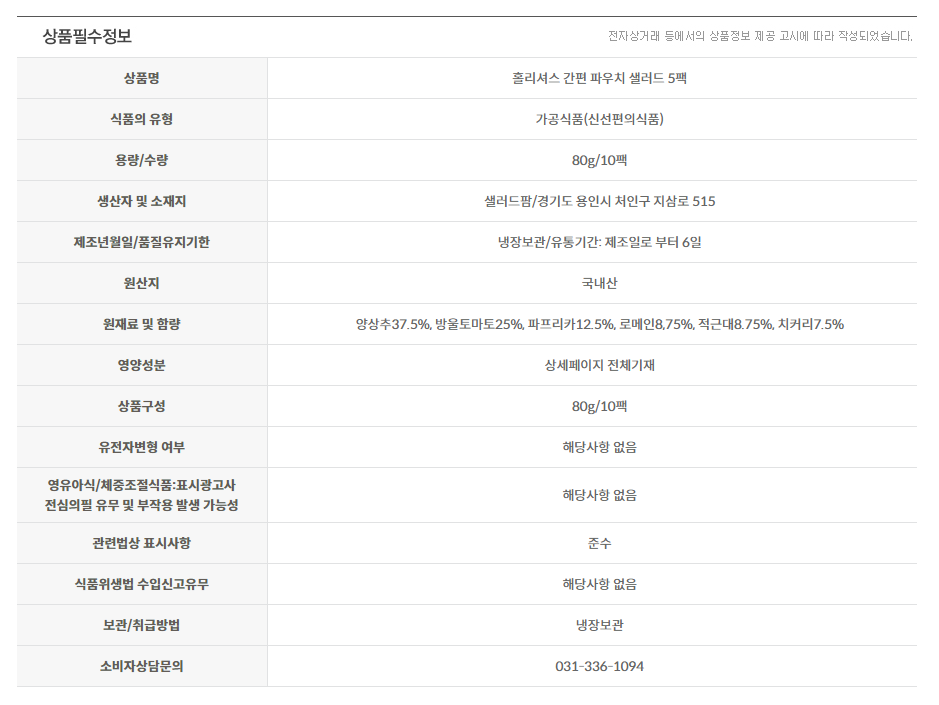 상품필수정보
전자상거래 등에서의 상품정보 제공 고시에 따라 작성되었습니다.
상품명
홀리셔스 간편 파우치 샐러드 5팩
식품의 유형
가공식품(신선편의식품)
용량/수량
80g/10팩
생산자 및 소재지
샐러드팜/경기도 용인시 처인구 지삼로 515
제조년월일/품질유지기한
냉장보관/유통기간: 제조일로 부터 6일
원산지
국내산
원재료 및 함량
양상추37.5%, 방울토마토25%, 파프리카12.5%, 로메인8,75%, 적근대8.75%, 치커리7.5%
영양성분
상세페이지 전체기재
상품구성
80g/10팩
유전자변형 여부
해당사항 없음
영유아식/체중조절식품:표시광고사
전심의필 유무 및 부작용 발생 가능성
해당사항 없음
관련법상 표시사항
준수
식품위생법 수입신고유무
해당사항 없음
보관/취급방법
냉장보관
소비자상담문의
031-336-1094